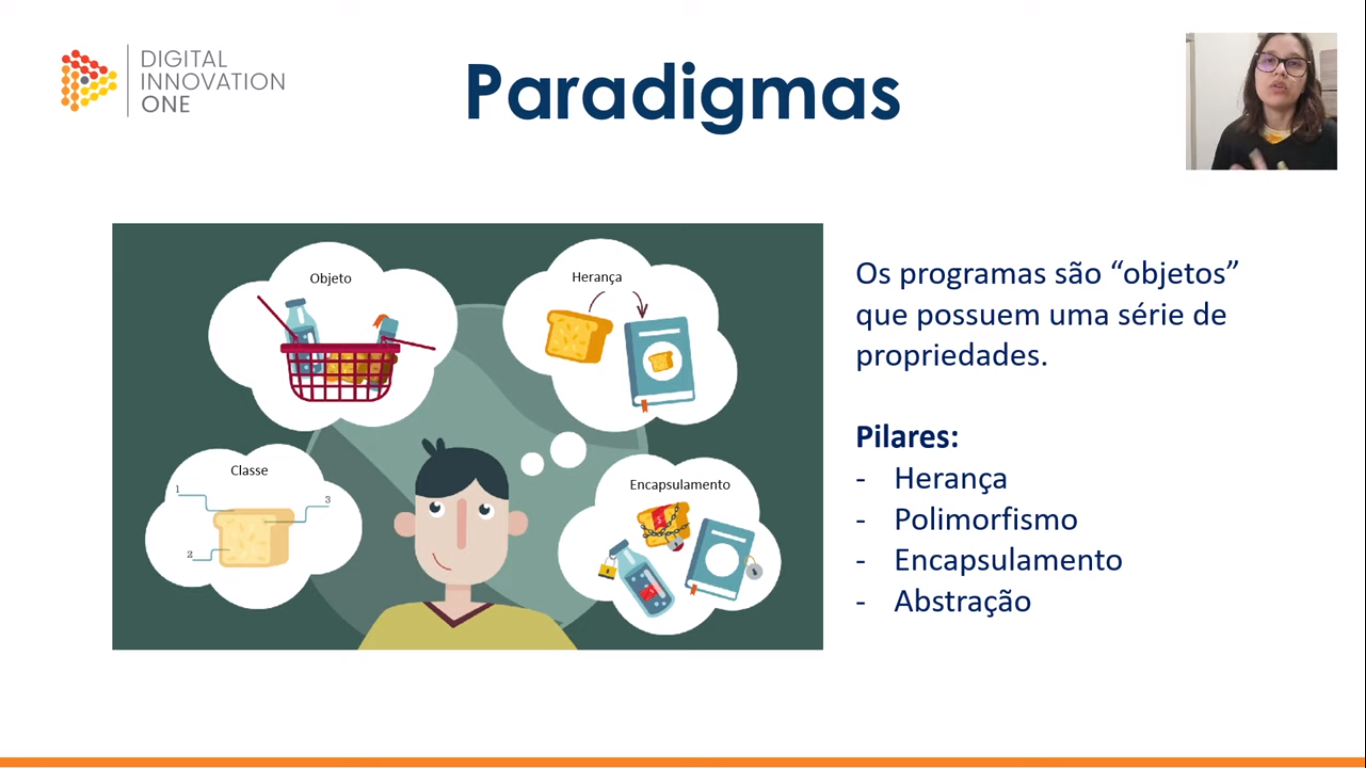 DIGITAL
INNOVATION
ONE
Paradigmas
Objeto
Herança
Classe
1
2
3
Encapsulamento
Os programas são “objetos”
que possuem uma série de
propriedades.
Pilares:
- Herança
- Polimorfismo
- Encapsulamento
- Abstração